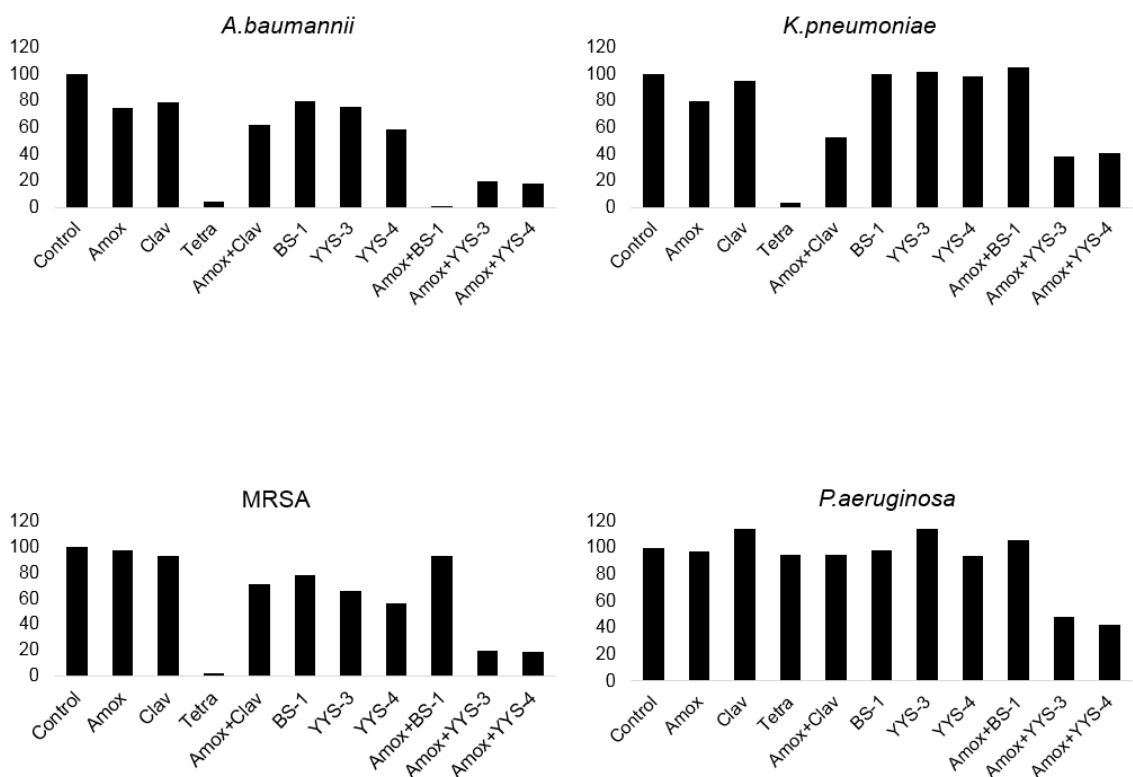 A.baumannii
120
100
80
60
40
20
0
Control
Amox
Clav
Tetra
Amox+Clav
BS-1
YYS-3
YYS-4
Amox+BS-1
Amox+YYS-3
Amox+YYS-4
K.pneumoniae
120
100
80
60
40
20
0
Control
Amox
Clav
Tetra
Amox+Clav
BS-1
YYS-3
YYS-4
Amox+BS-1
Amox+YYS-3
Amox+YYS-4
MRSA
120
100
80
60
40
20
0
Control
Amox
Clav
Tetra
Amox+Clav
BS-1
YYS-3
YYS-4
Amox+BS-1
Amox+YYS-3
Amox+YYS-4
P.aeruginosa
120
100
80
60
40
20
0
Control
Amox
Clav
Tetra
Amox+Clav
BS-1
YYS-3
YYS-4
Amox+BS-1
Amox+YYS-3
Amox+YYS-4